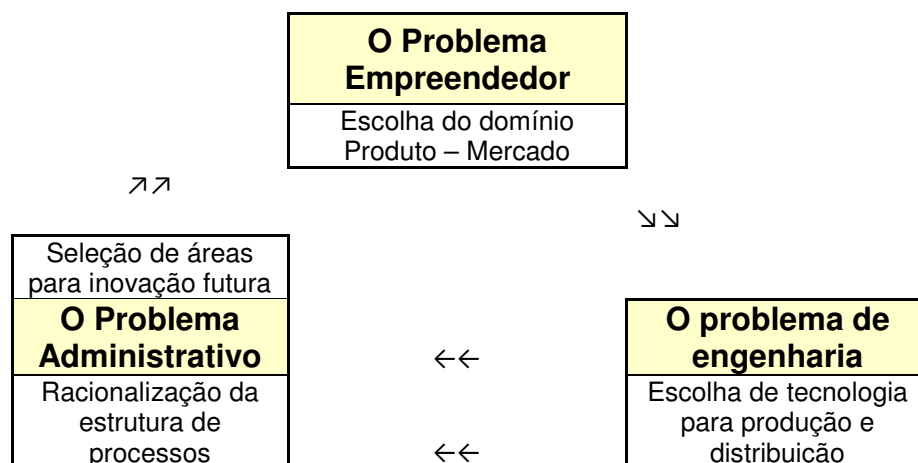 O Problema
Empreendedor
Escolha do domínio
Produto – Mercado
↗↗
↘↘
Seleção de áreas
para inovação futura
O Problema
Administrativo
Racionalização da
estrutura de
processos
←←
←←
O problema de
engenharia
Escolha de tecnologia
para produção e
distribuição